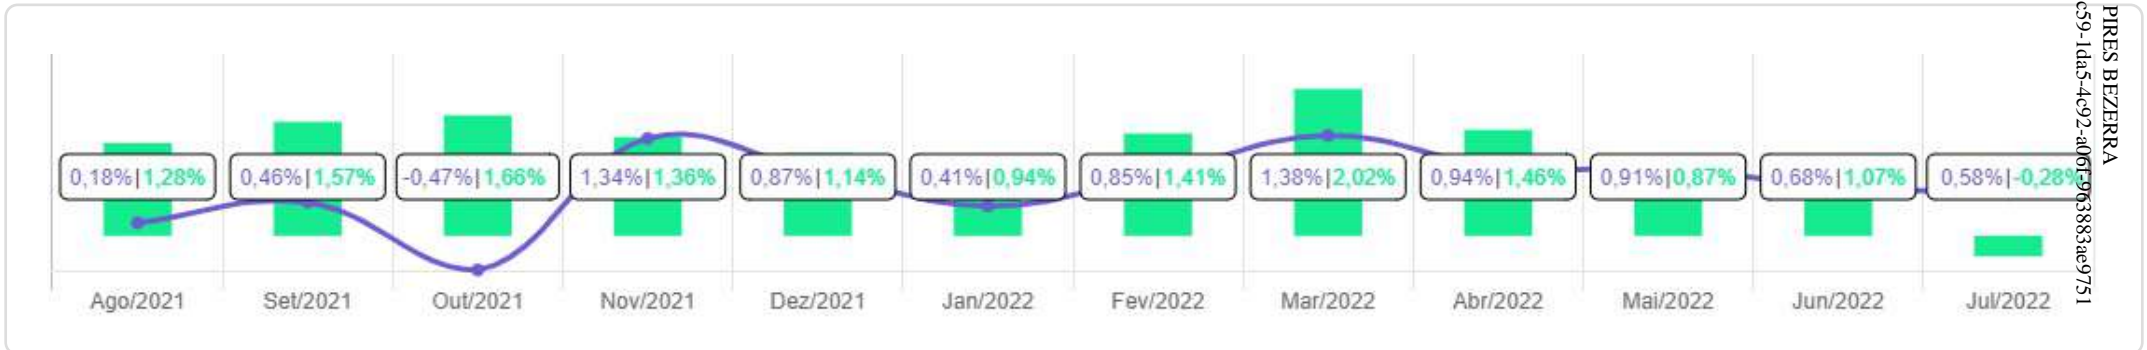 0,18%|1,28%
0,46%|1,57%
-0,47%|1,66%
1,34%|1,36%
0,87%|1,14%
0,41%|0,94%
0,85%|1,41%
1,38%|2,02%
0,94%|1,46%
0,91%|0,87%
0,68%|1,07%
0,58%|-0,28%
Ago/2021
Set/2021
Out/2021
Nov/2021
Dez/2021
Jan/2022
Fev/2022
Mar/2022
Abr/2022
Mai/2022
Jun/2022
Jul/2022
PIRES BEZERRA
c59-1da5-4c92-a06f-963883ae9751